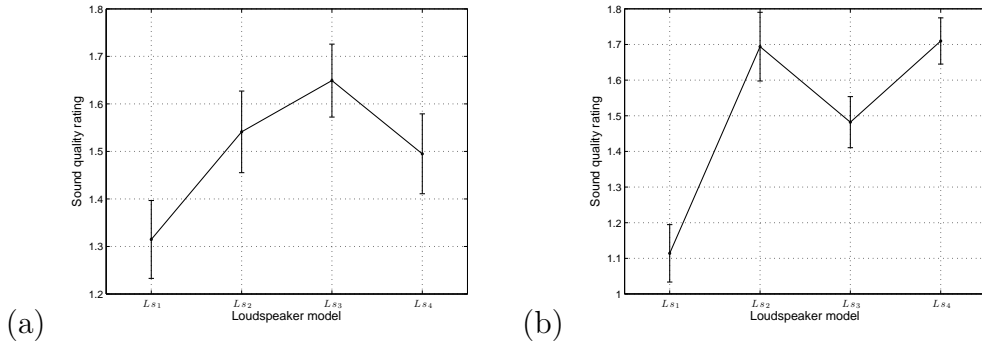 1.8
1.7
1.6
1.5
1.4
1.3
1.2
Sound quality rating
Ls1 Ls2 Ls3 Ls4
Loudspeaker model
(a)
1.8
1.7
1.6
1.5
1.4
1.3
1.2
1.1
1
Sound quality rating
Ls1 Ls2 Ls3 Ls4
Loudspeaker model
(b)